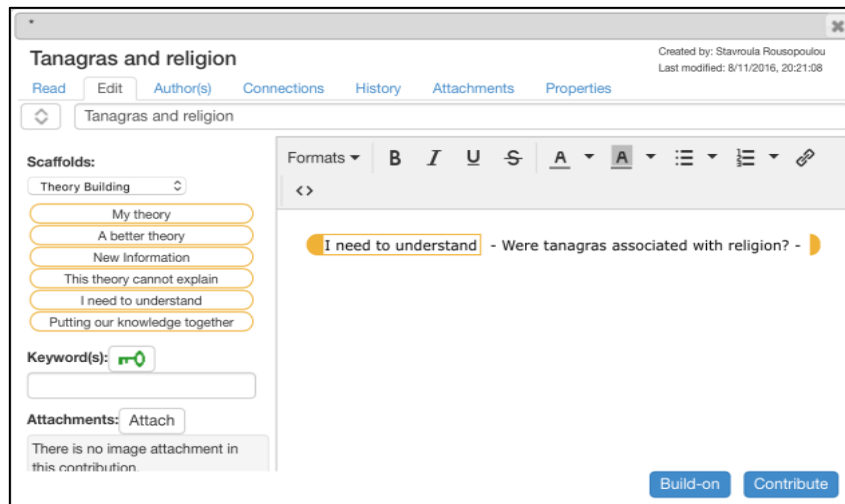 *
Tanagras and religion
Created by: Stavroula Rousopoulou
Last modified: 8/11/2016, 20:21:08
Read Edit Author(s) Connections History Attachments Properties
Tanagras and religion
Scaffolds:
Theory Building
My theory
A better theory
New Information
This theory cannot explain
I need to understand
Putting our knowledge together
Keyword(s):
Attachments: Attach
There is no image attachment in
this contribution.
Formats B I U S A A
<>
I need to understand - Were tanagras associated with religion? -
Build-on Contribute